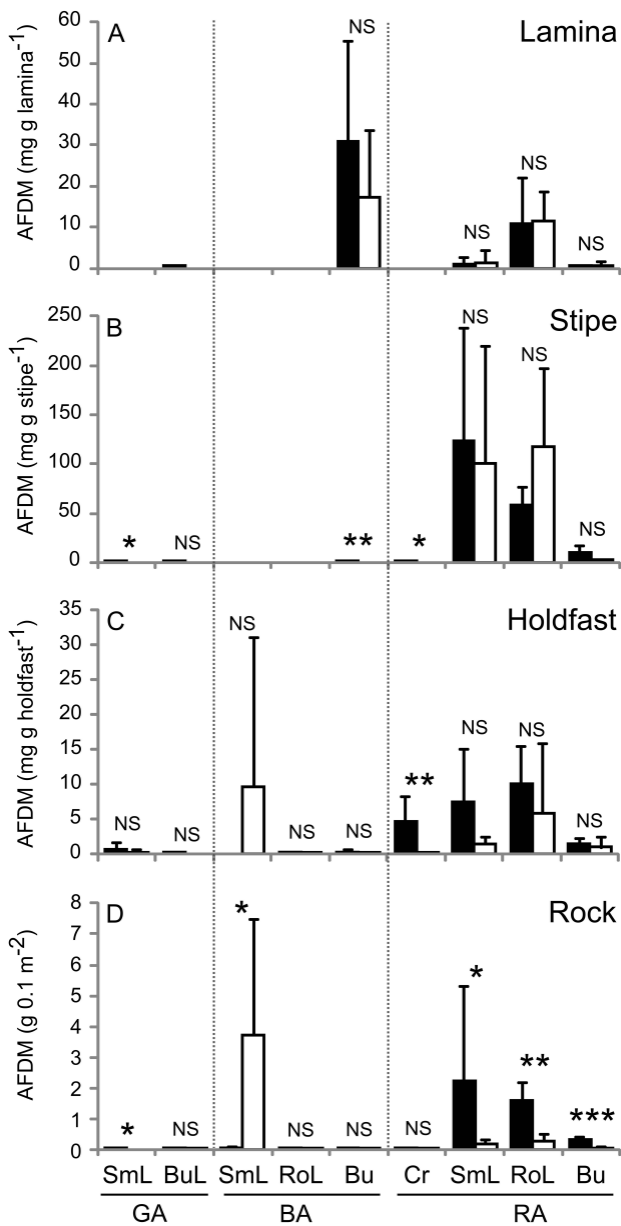 A
Lamina
AFDM (mg g lamina⁻¹)
60
50
40
30
20
10
0
NS
NS
NS
NS
B
Stipe
AFDM (mg g stipe⁻¹)
250
200
150
100
50
0
*
NS
**
*
NS
NS
NS
C
Holdfast
AFDM (mg g holdfast⁻¹)
35
30
25
20
15
10
5
0
NS
NS
NS
NS
NS
**
NS
NS
NS
D
Rock
AFDM (g 0.1 m⁻²)
8
7
6
5
4
3
2
1
0
*
NS
*
NS
NS
NS
*
**
***
SmL BuL SmL RoL Bu Cr SmL RoL Bu
GA BA RA